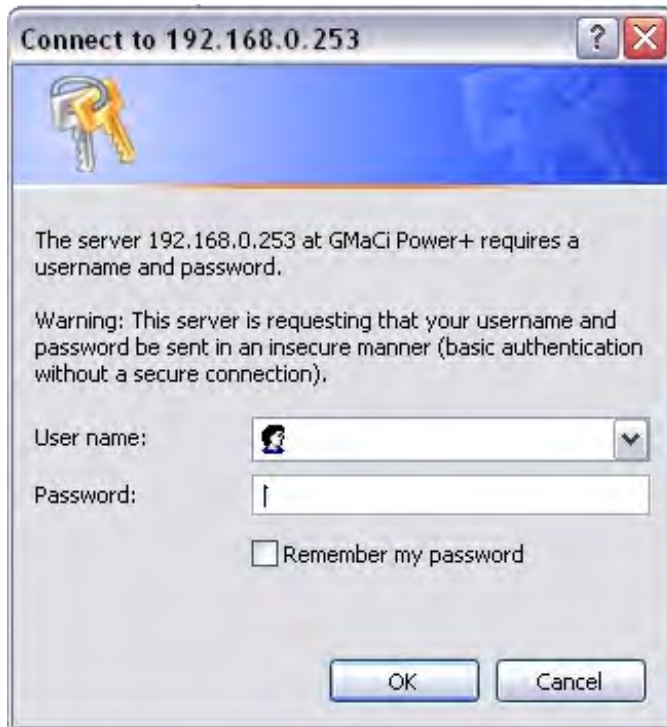 Connect to 192.168.0.253
?
The server 192.168.0.253 at GMaCi Power+ requires a
username and password.
Warning: This server is requesting that your username and
password be sent in an insecure manner (basic authentication
without a secure connection).
User name:
Password:
Remember my password
OK
Cancel